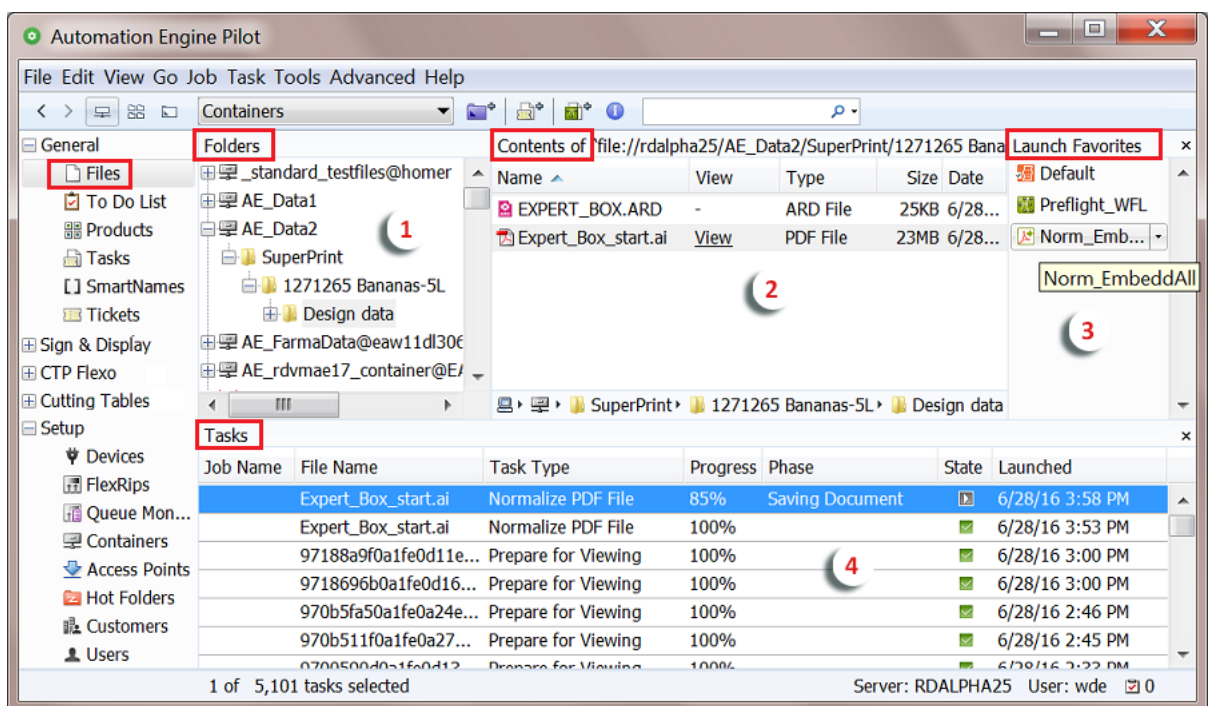 Automation Engine Pilot
File Edit View Go Job Task Tools Advanced Help
Containers
General
Files
To Do List
Products
Tasks
SmartNames
Tickets
Sign & Display
CTP Flexo
Cutting Tables
Setup
Devices
FlexRips
Queue Mon...
Containers
Access Points
Hot Folders
Customers
Users
Folders
_standard_testfiles@homer
AE_Data1
AE_Data2
SuperPrint
1271265 Bananas-5L
Design data
AE_FarmaData@eaw11dl306
AE_rdvmae17_container@EA
1
Contents of 'file://rdalpha25/AE_Data2/SuperPrint/1271265 Bana
Name View Type Size Date
EXPERT_BOX.ARD - ARD File 25KB 6/28...
Expert_Box_start.ai View PDF File 23MB 6/28...
2
SuperPrint 1271265 Bananas-5L Design data
Launch Favorites
Default
Preflight_WFL
Norm_Emb...
Norm_EmbeddAll
3
Tasks
Job Name File Name Task Type Progress Phase State Launched
Expert_Box_start.ai Normalize PDF File 85% Saving Document 6/28/16 3:58 PM
Expert_Box_start.ai Normalize PDF File 100% 6/28/16 3:53 PM
97188a9f0a1fe0d11e... Prepare for Viewing 100% 6/28/16 3:00 PM
9718696b0a1fe0d16... Prepare for Viewing 100% 6/28/16 3:00 PM
970b5fa50a1fe0a24e... Prepare for Viewing 100% 6/28/16 2:46 PM
970b511f0a1fe0a27... Prepare for Viewing 100% 6/28/16 2:45 PM
Prepare for Viewing 100%
4
1 of 5,101 tasks selected
Server: RDALPHA25 User: wde 0